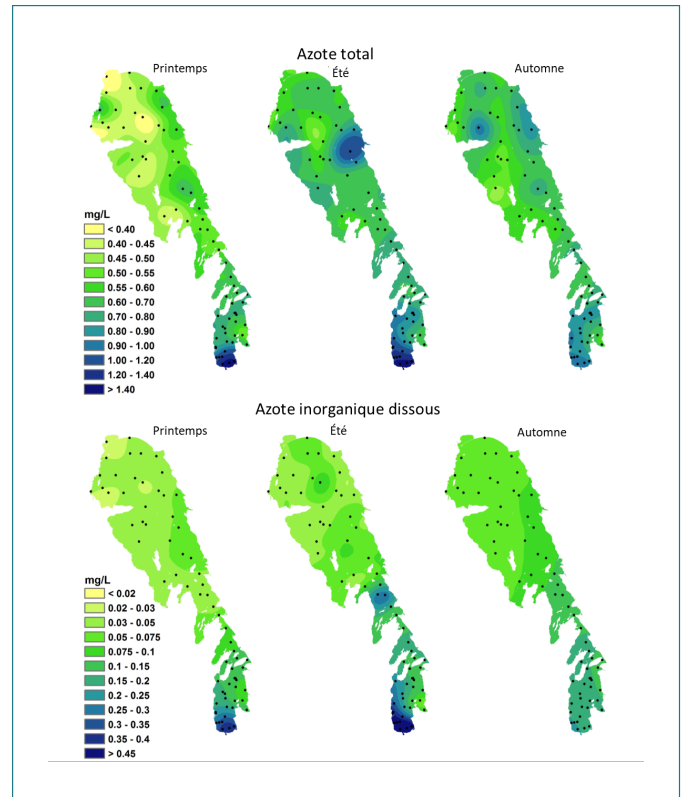 Azote total
Printemps
Été
Automne
mg/L
< 0.40
0.40 - 0.45
0.45 - 0.50
0.50 - 0.55
0.55 - 0.60
0.60 - 0.70
0.70 - 0.80
0.80 - 0.90
0.90 - 1.00
1.00 - 1.20
1.20 - 1.40
> 1.40
Azote inorganique dissous
Printemps
Été
Automne
mg/L
< 0.02
0.02 - 0.03
0.03 - 0.05
0.05 - 0.075
0.075 - 0.1
0.1 - 0.15
0.15 - 0.2
0.2 - 0.25
0.25 - 0.3
0.3 - 0.35
0.35 - 0.4
> 0.45